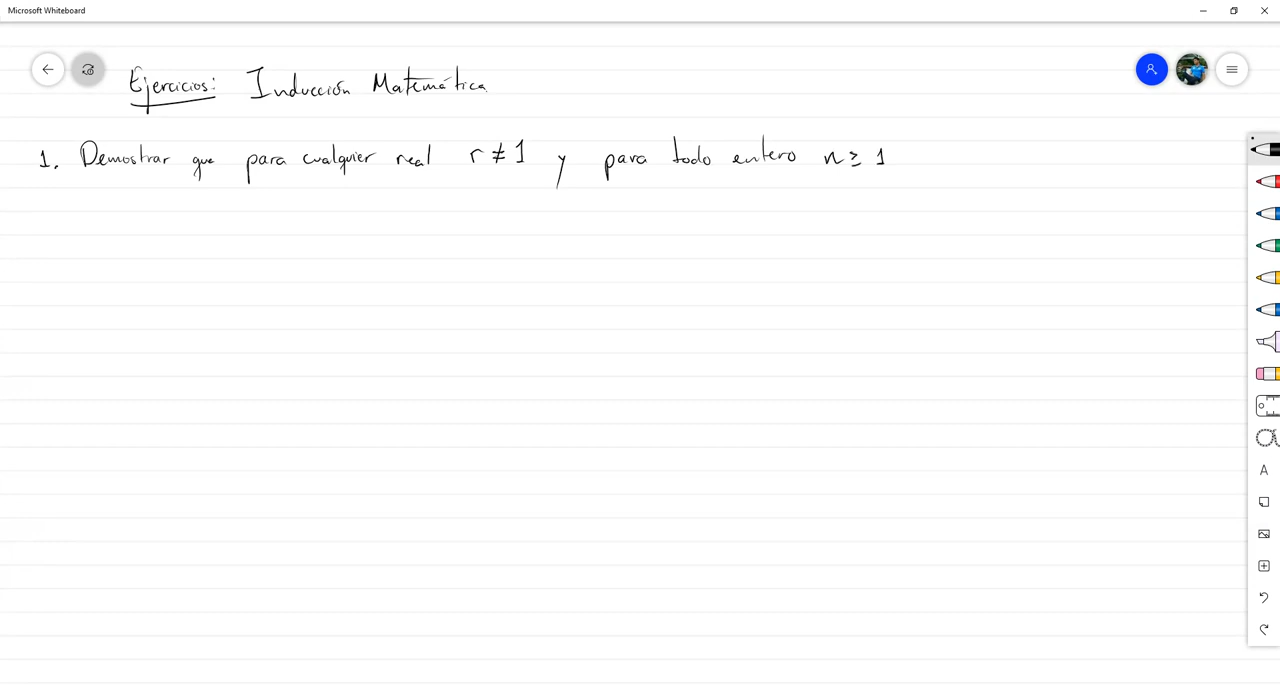 Microsoft Whiteboard
Ejercicios: Inducción Matemática
1. Demostrar que para cualquier real r ≠ 1 y para todo entero n ≥ 1